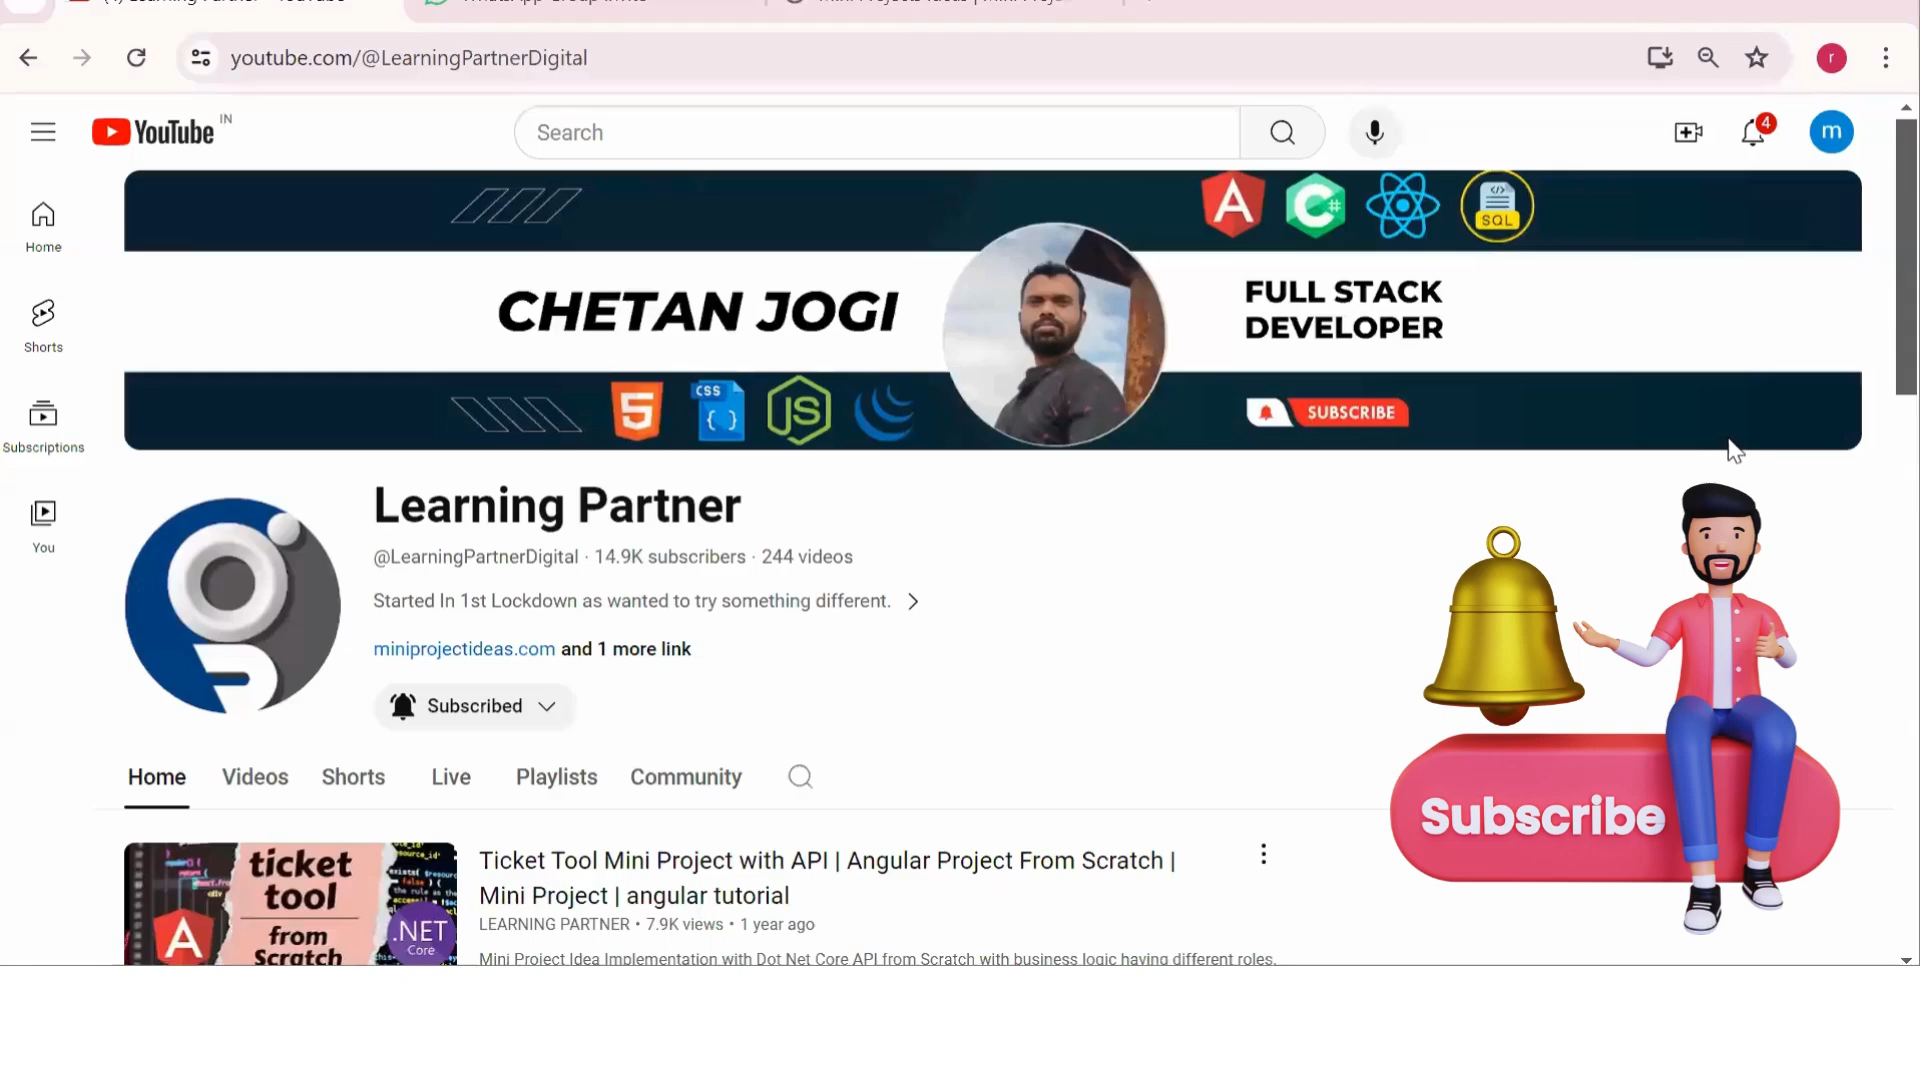 youtube.com/@LearningPartnerDigital
r
YouTube IN
Search
4
m
Home
Shorts
Subscriptions
You
SQL
CHETAN JOGI
FULL STACK
DEVELOPER
5
CSS
JS
SUBSCRIBE
Learning Partner
@LearningPartnerDigital · 14.9K subscribers · 244 videos
Started In 1st Lockdown as wanted to try something different.
miniprojectideas.com and 1 more link
Subscribed
Home
Videos
Shorts
Live
Playlists
Community
Subscribe
ticket
tool
from
Scratch
.NET
Core
Ticket Tool Mini Project with API | Angular Project From Scratch |
Mini Project | angular tutorial
LEARNING PARTNER • 7.9K views • 1 year ago
Mini Project Idea Implementation with Dot Net Core API from Scratch with business logic having different roles.